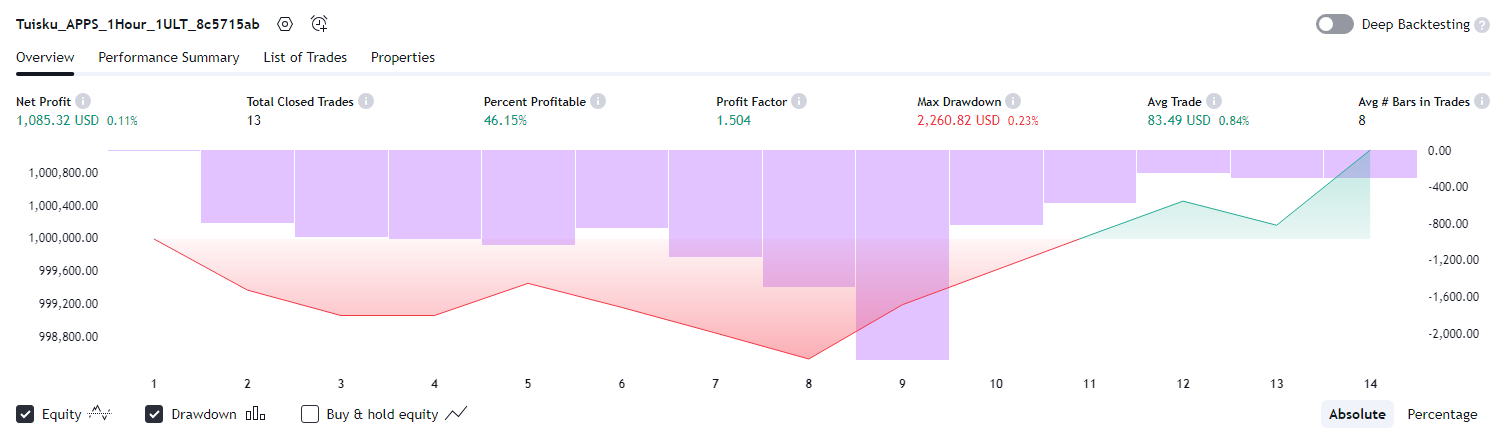 Tuisku_APPS_1Hour_1ULT_8c5715ab
Deep Backtesting
Overview Performance Summary List of Trades Properties
Net Profit Total Closed Trades Percent Profitable Profit Factor Max Drawdown Avg Trade Avg # Bars in Trades
1,085.32 USD 0.11% 13 46.15% 1.504 2,260.82 USD 0.23% 83.49 USD 0.84% 8
0.00
1,000,800.00
-400.00
1,000,400.00
-800.00
1,000,000.00
-1,200.00
999,600.00
-1,600.00
999,200.00
-2,000.00
998,800.00
1 2 3 4 5 6 7 8 9 10 11 12 13 14
Equity Drawdown Buy & hold equity Absolute Percentage